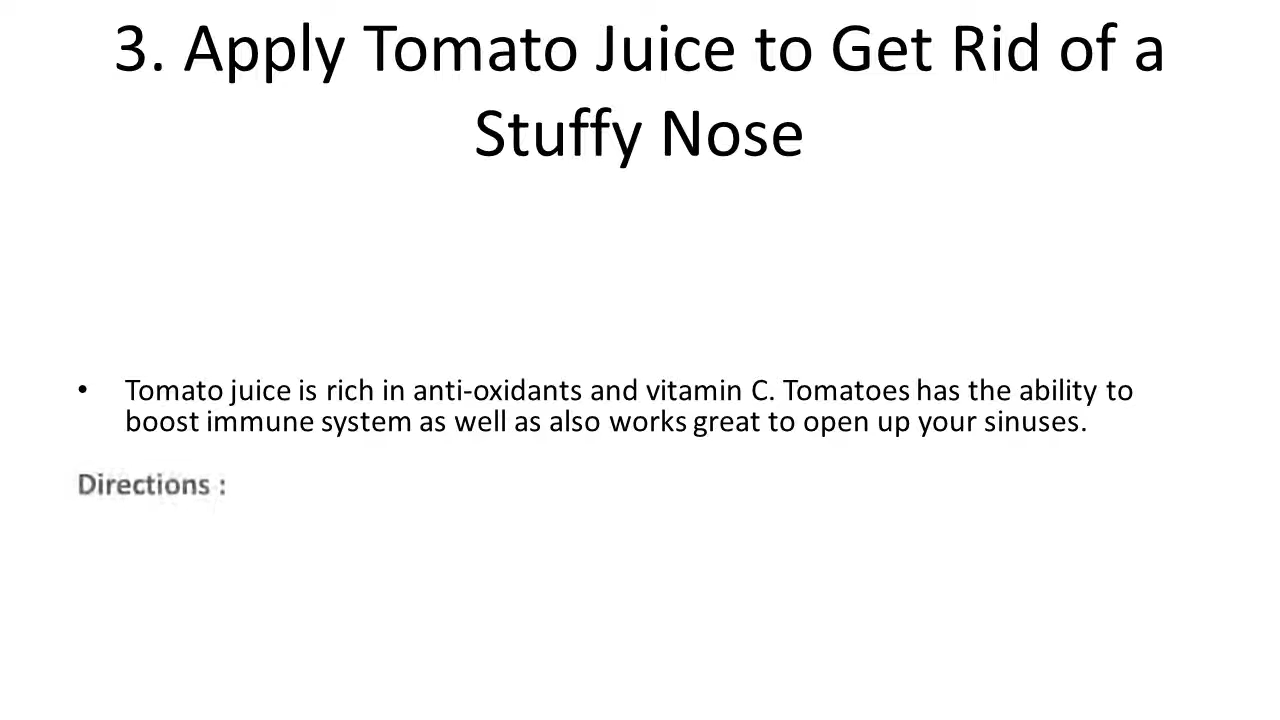 3. Apply Tomato Juice to Get Rid of a
Stuffy Nose
• Tomato juice is rich in anti-oxidants and vitamin C. Tomatoes has the ability to
boost immune system as well as also works great to open up your sinuses.
Directions :